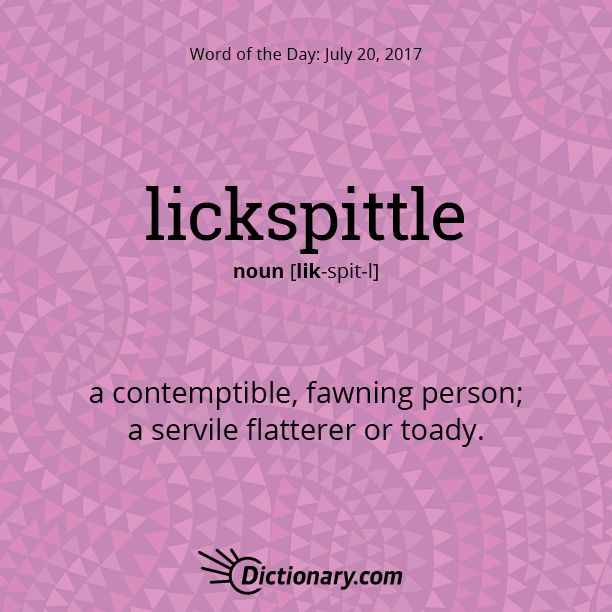 Word of the Day: July 20, 2017
lickspittle
noun [lik-spit-l]
a contemptible, fawning person;
a servile flatterer or toady.
Dictionary.com